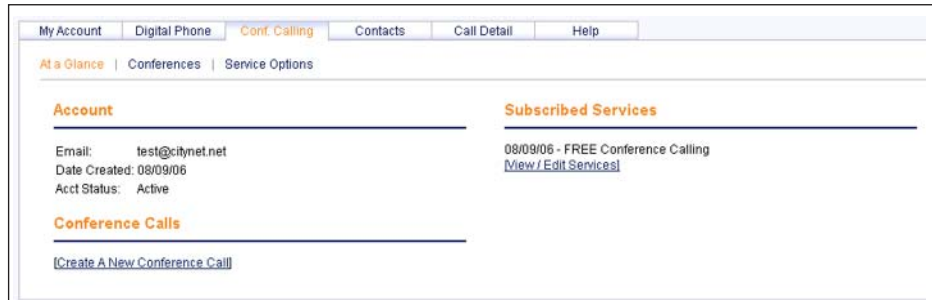 My Account Digital Phone Conf. Calling Contacts Call Detail Help
At a Glance | Conferences | Service Options
Account
Email: test@citynet.net
Date Created: 08/09/06
Acct Status: Active
Conference Calls
[Create A New Conference Call]
Subscribed Services
08/09/06 - FREE Conference Calling
[View / Edit Services]